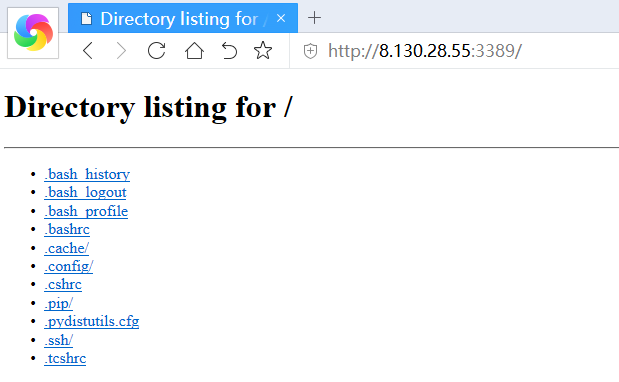 Directory listing for /
http://8.130.28.55:3389/
Directory listing for /
.bash_history
.bash_logout
.bash_profile
.bashrc
.cache/
.config/
.cshrc
.pip/
.pydistutils.cfg
.ssh/
.tcshrc